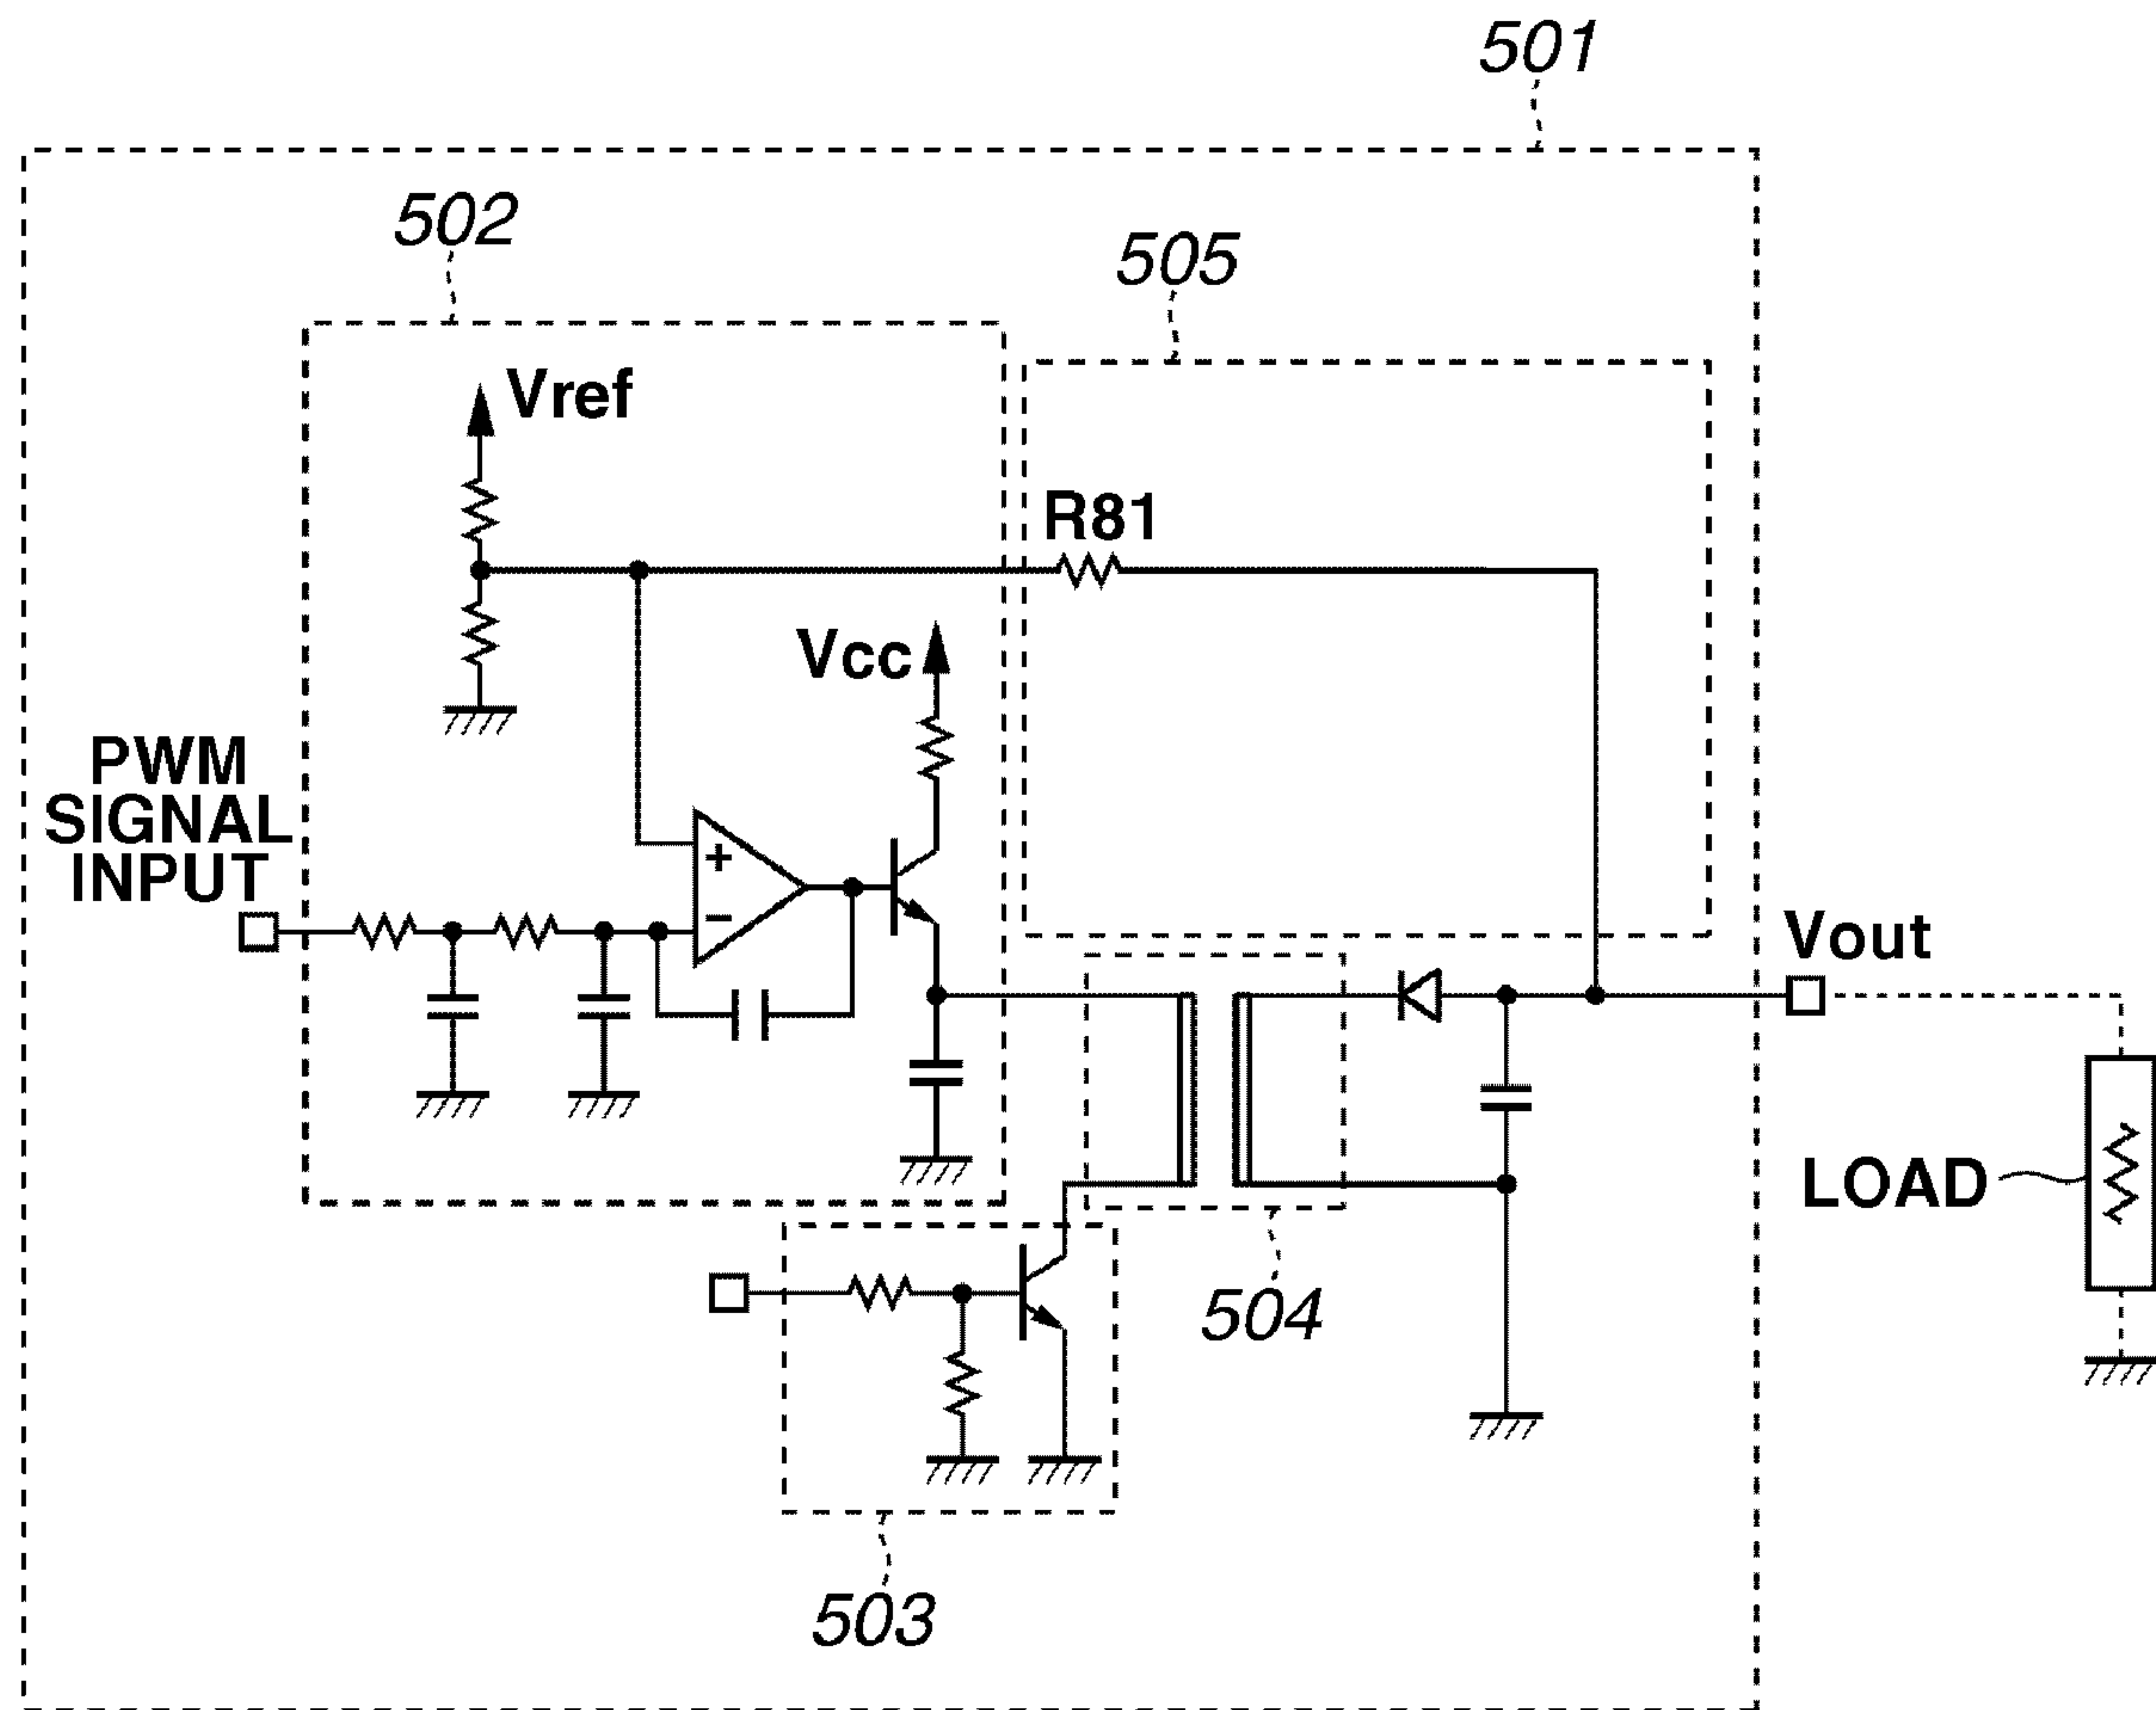 501
502
505
Vref
R81
Vcc
PWM
SIGNAL
INPUT
+
−
Vout
LOAD
504
503